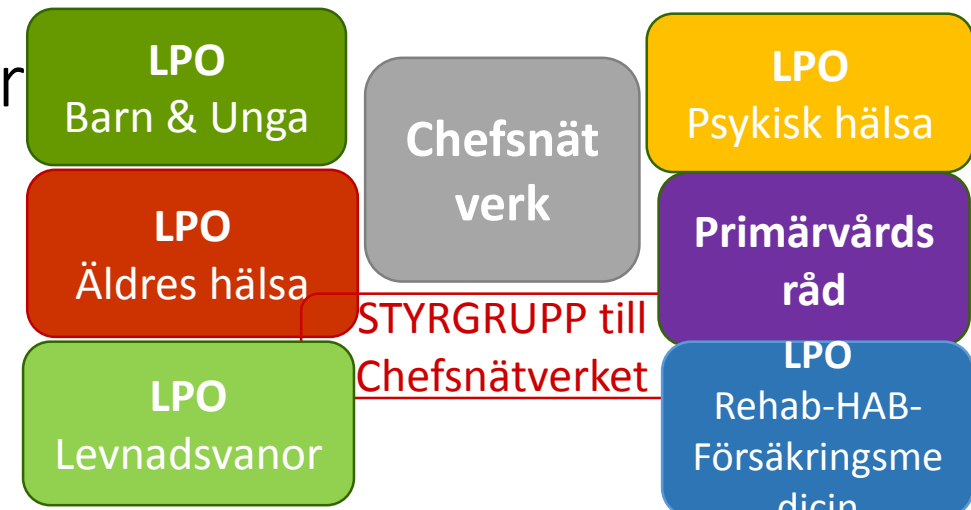 r
LPO
Barn & Unga
LPO
Äldres hälsa
LPO
Levnadsvanor
Chefsnät
verk
STYRGRUPP till
Chefsnätverket
LPO
Psykisk hälsa
Primärvårds
råd
LPO
Rehab-HAB-
Försäkringsme
dicin